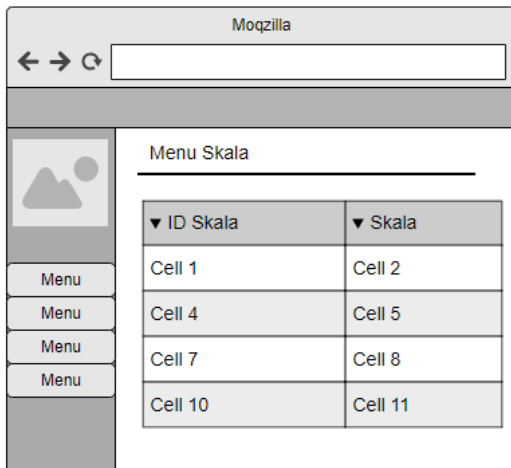 Moqzilla
Menu Skala
▼ ID Skala ▼ Skala
Cell 1 Cell 2
Menu
Cell 4 Cell 5
Menu
Menu
Cell 7 Cell 8
Menu
Cell 10 Cell 11